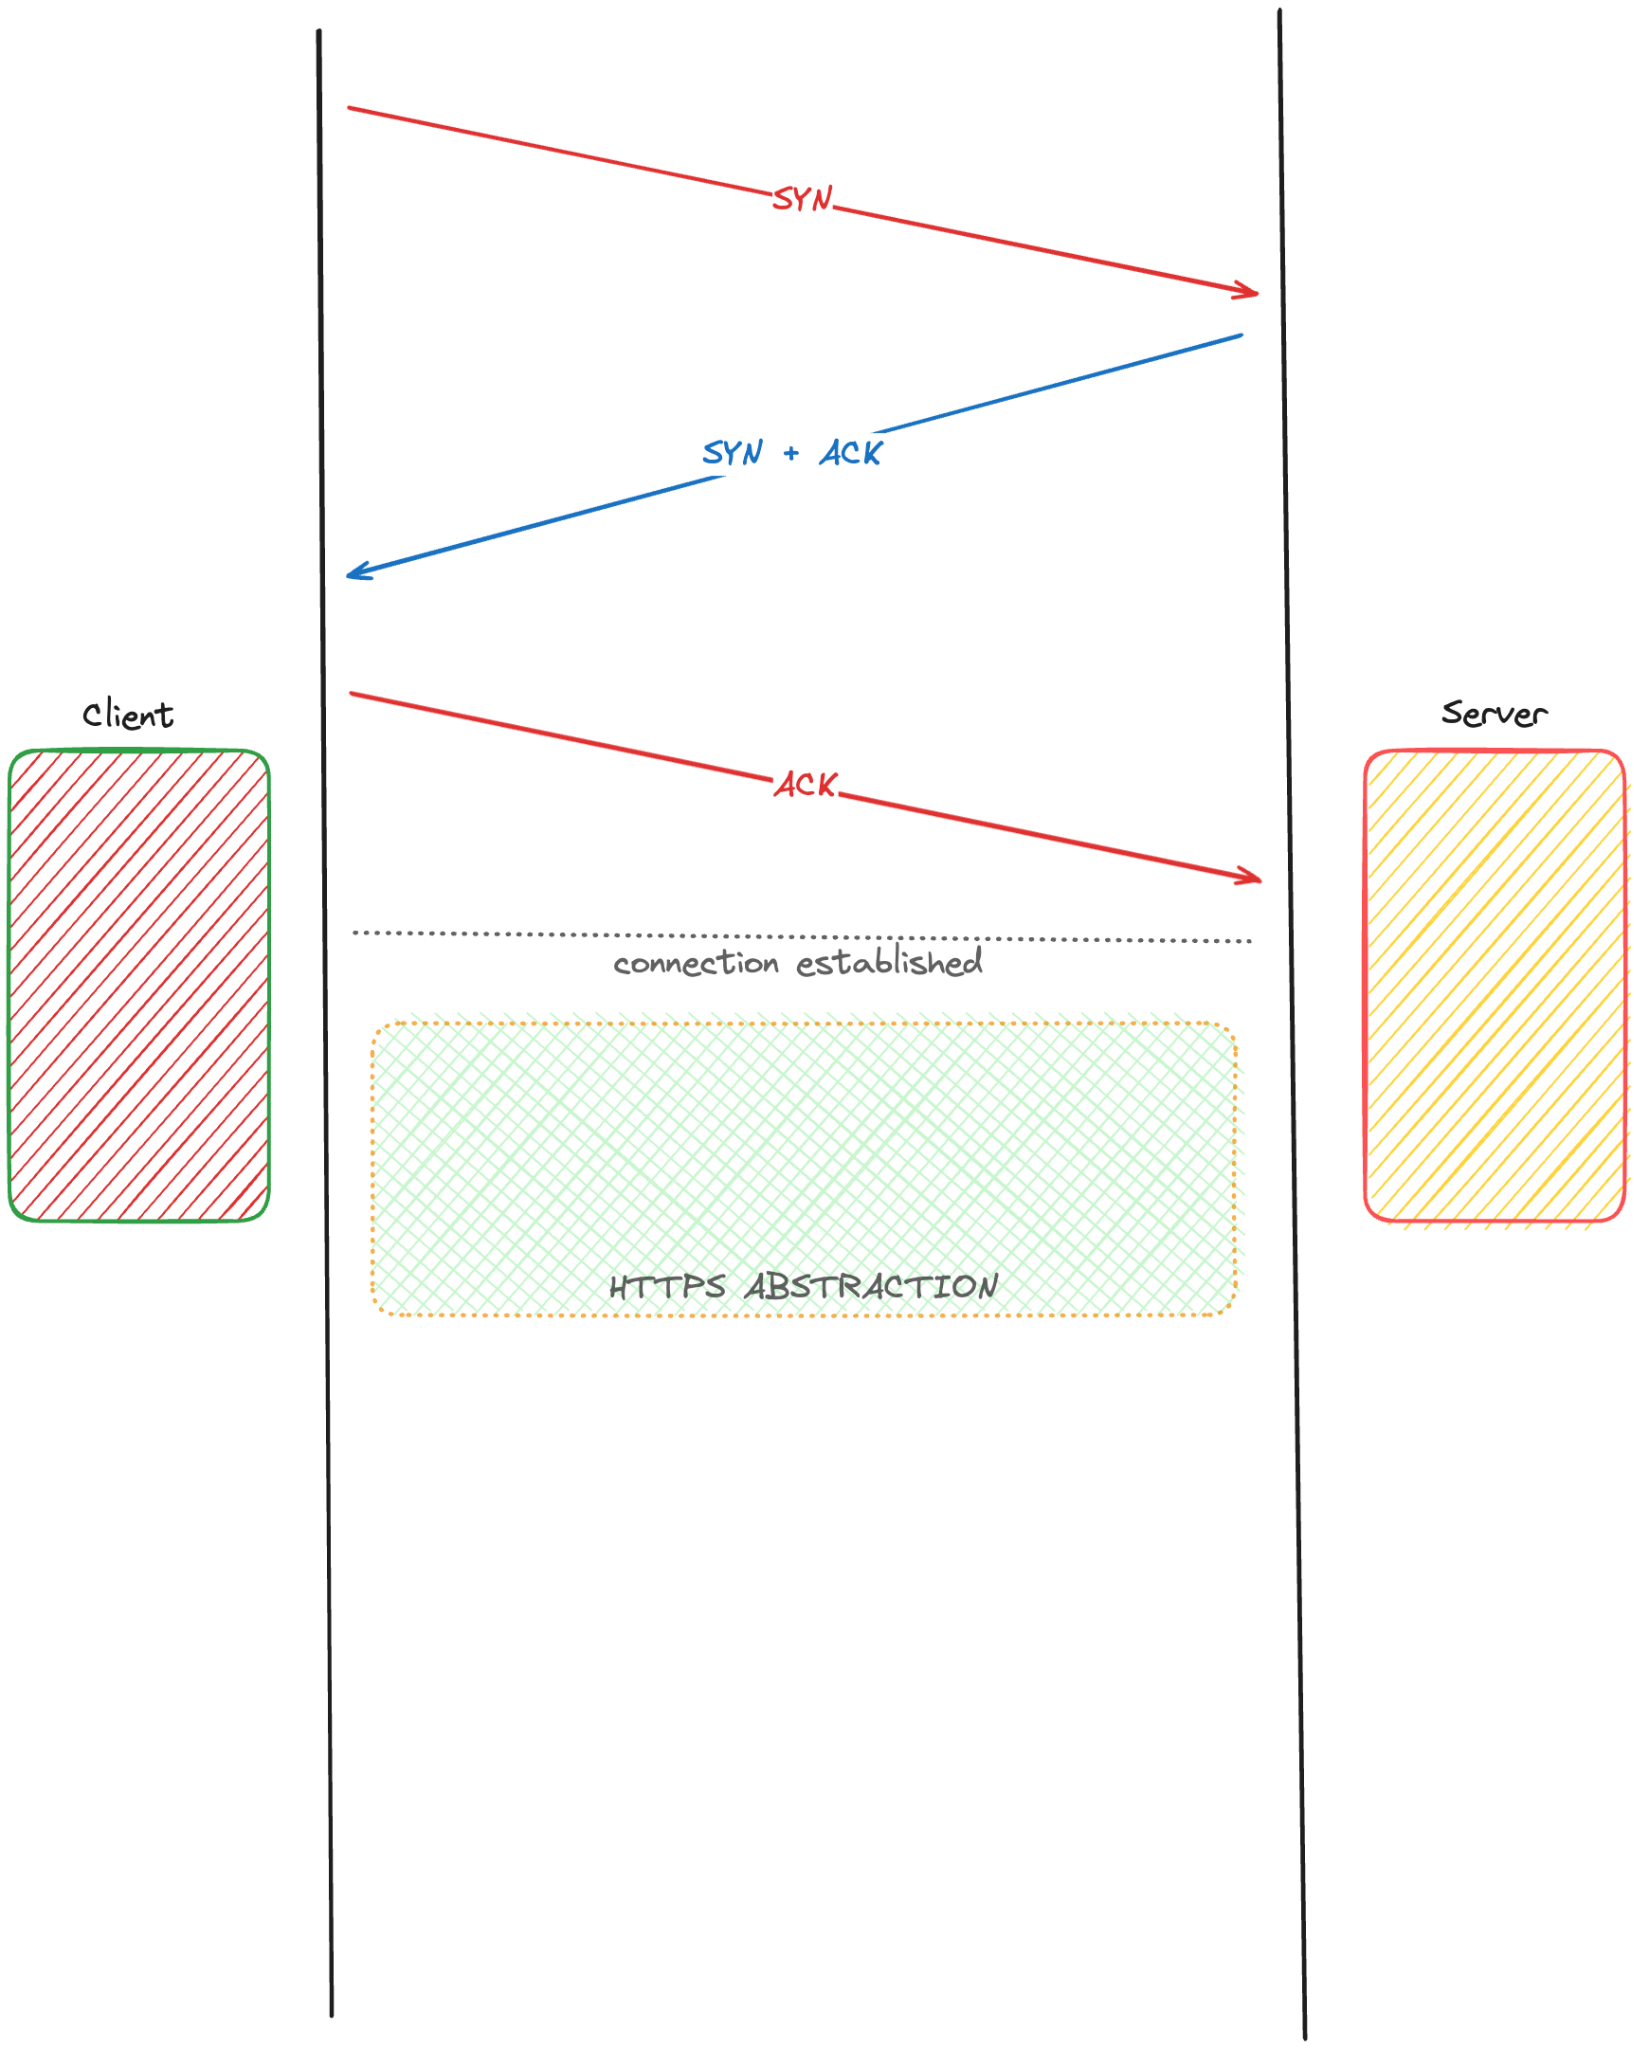 SYN
SYN + ACK
Client
Server
ACK
connection established
HTTPS ABSTRACTION